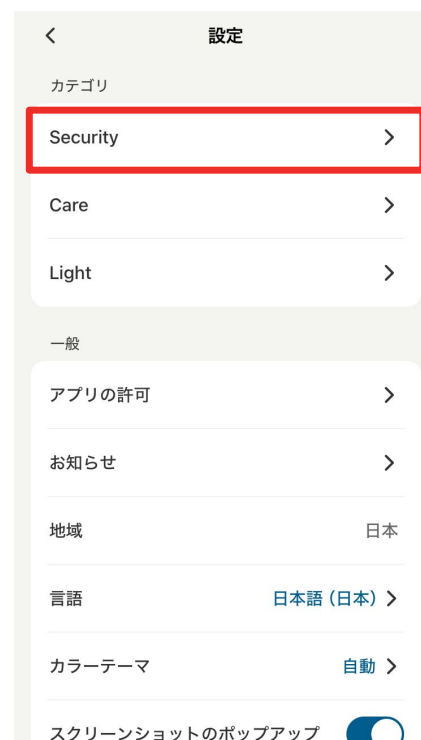 設定
カテゴリ
Security
Care
Light
一般
アプリの許可
お知らせ
地域 日本
言語 日本語 (日本)
カラーテーマ 自動
スクリーンショットのポップアップ